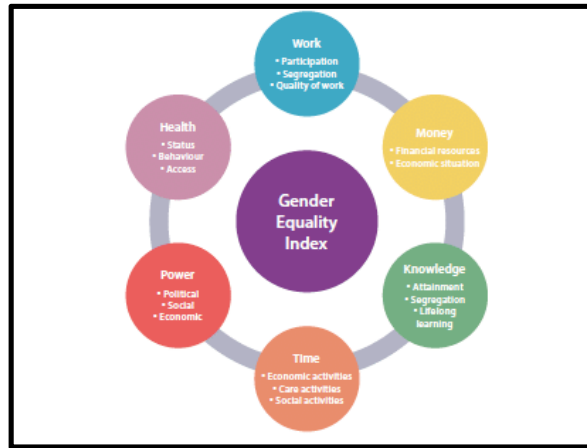 Work
• Participation
• Segregation
• Quality of work
Money
• Financial resources
• Economic situation
Knowledge
• Attainment
• Segregation
• Lifelong
learning
Time
• Economic activities
• Care activities
• Social activities
Power
• Political
• Social
• Economic
Health
• Status
• Behaviour
• Access
Gender
Equality
Index